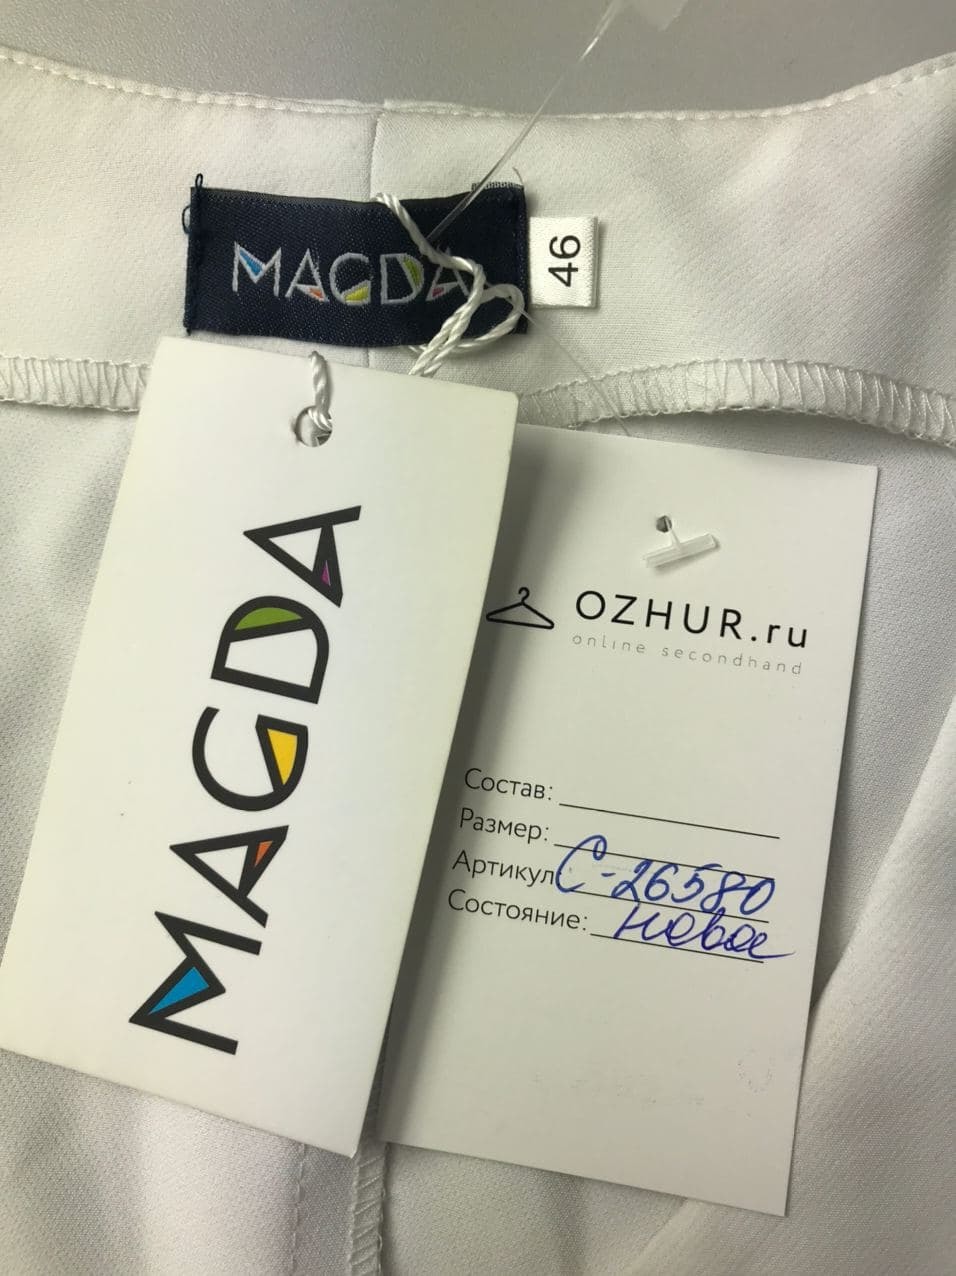 MAGDA
46
MAGDA
OZHUR.ru
online secondhand
Состав:
Размер:
Артикул С-26580
Состояние: новое